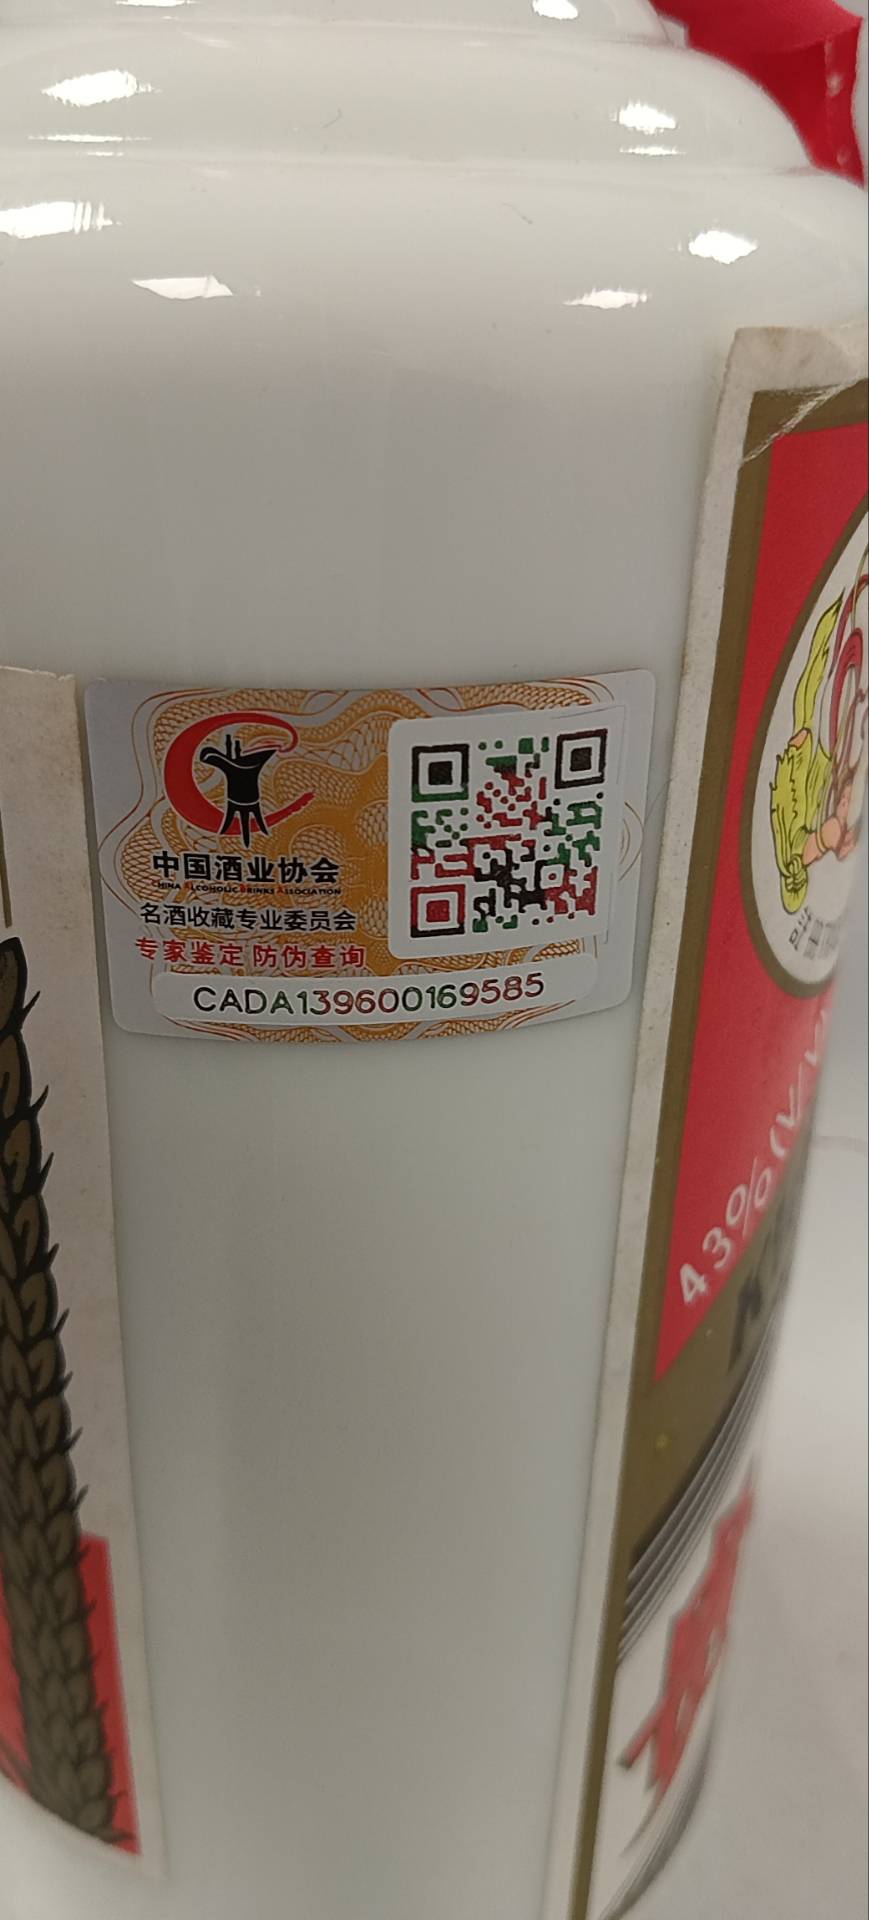 中国酒业协会
CHINA ALCOHOLIC DRINKS ASSOCIATION
名酒收藏专业委员会
专家鉴定 防伪查询
CADA139600169585
43% (V/V